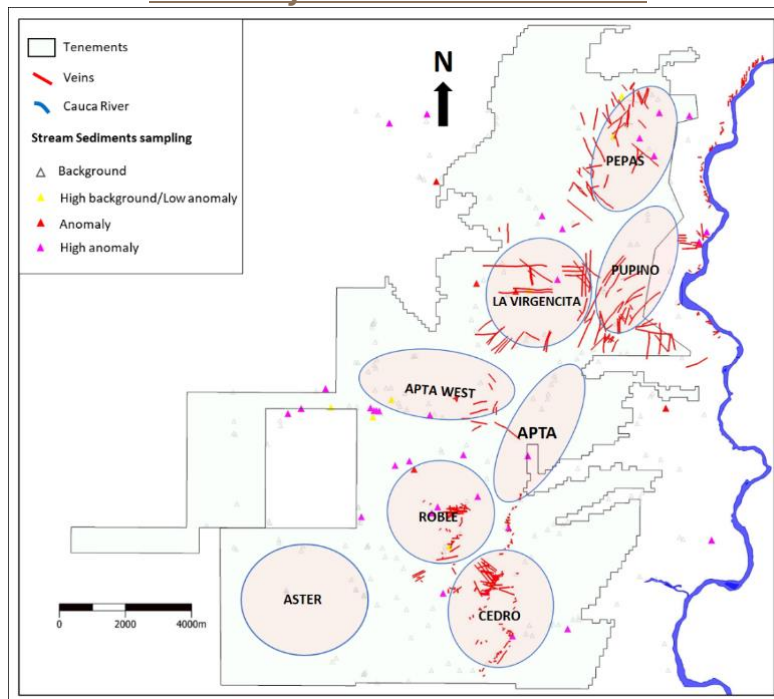 Tenements
Veins
Cauca River
Stream Sediments sampling
Background
High background/Low anomaly
Anomaly
High anomaly
N
PEPAS
PUPINO
LA VIRGENCITA
APTA WEST
APTA
ROBLE
ASTER
CEDRO
0 2000 4000m